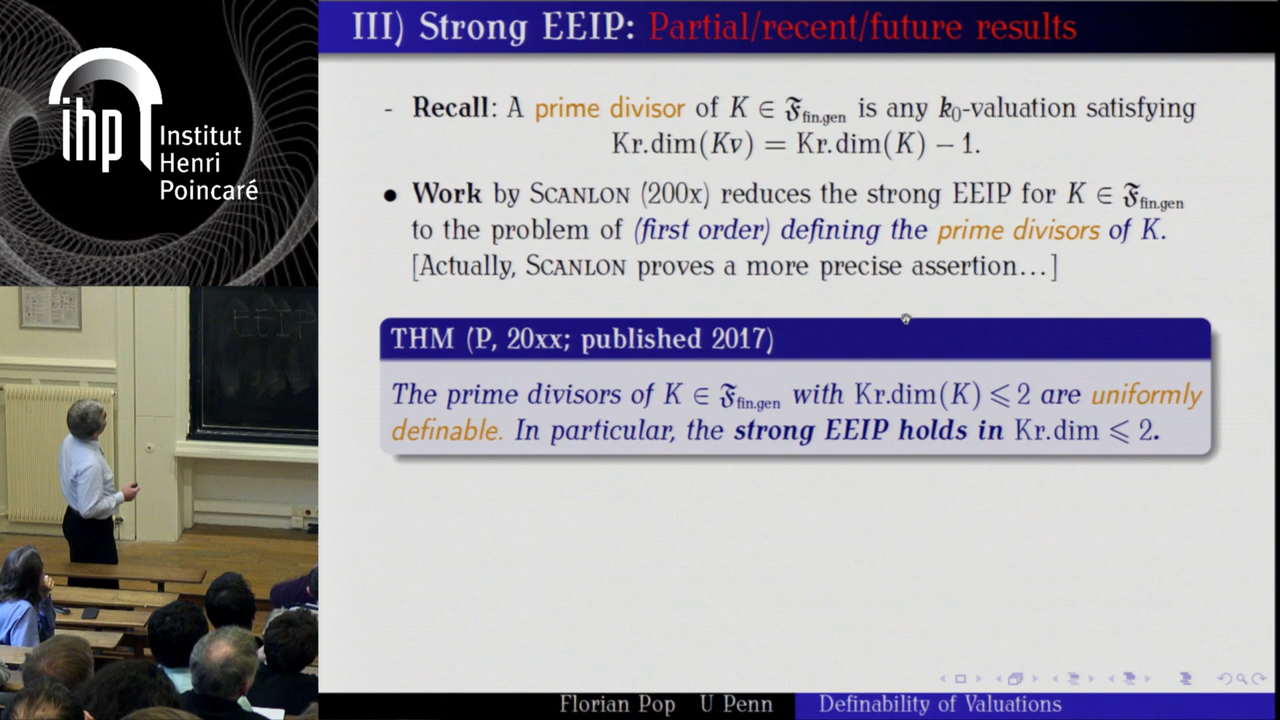 ihp
Institut
Henri
Poincaré
EEIP
III) Strong EEIP: Partial/recent/future results
- Recall: A prime divisor of K ∈ 𝔉fin.gen is any k₀-valuation satisfying
Kr.dim(Kv) = Kr.dim(K) − 1.
• Work by SCANLON (200x) reduces the strong EEIP for K ∈ 𝔉fin.gen
to the problem of (first order) defining the prime divisors of K.
[Actually, SCANLON proves a more precise assertion…]
THM (P, 20xx; published 2017)
The prime divisors of K ∈ 𝔉fin.gen with Kr.dim(K) ⩽ 2 are uniformly
definable. In particular, the strong EEIP holds in Kr.dim ⩽ 2.
Florian Pop U Penn
Definability of Valuations